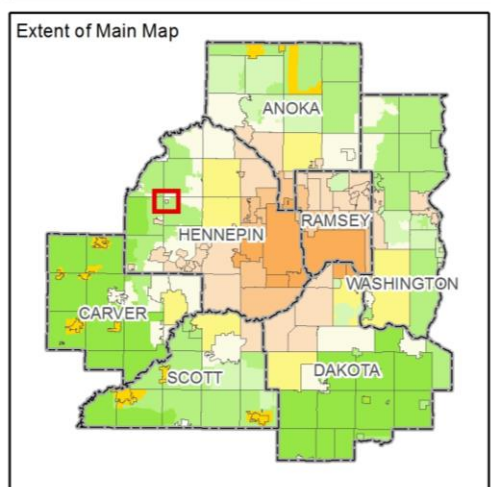 Extent of Main Map
ANOKA
HENNEPIN
RAMSEY
WASHINGTON
CARVER
SCOTT
DAKOTA